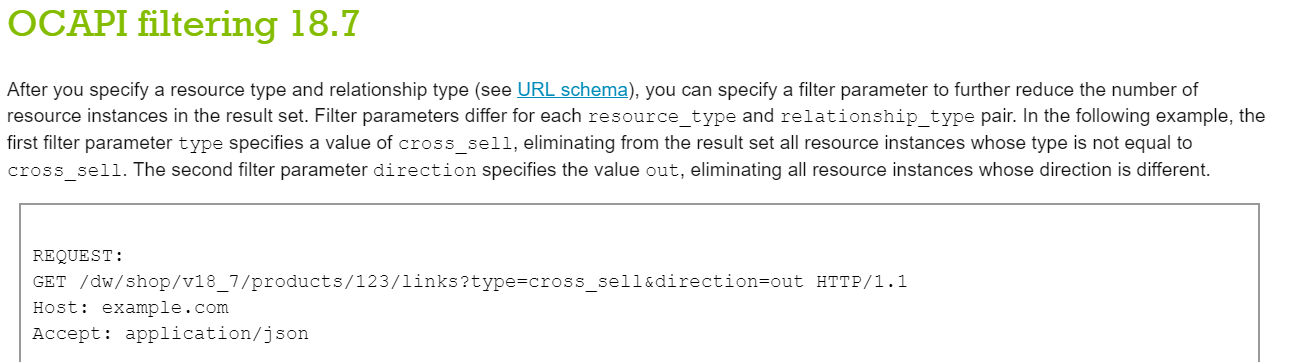 OCAPI filtering 18.7
After you specify a resource type and relationship type (see URL schema), you can specify a filter parameter to further reduce the number of
resource instances in the result set. Filter parameters differ for each resource_type and relationship_type pair. In the following example, the
first filter parameter type specifies a value of cross_sell, eliminating from the result set all resource instances whose type is not equal to
cross_sell. The second filter parameter direction specifies the value out, eliminating all resource instances whose direction is different.
REQUEST:
GET /dw/shop/v18_7/products/123/links?type=cross_sell&direction=out HTTP/1.1
Host: example.com
Accept: application/json